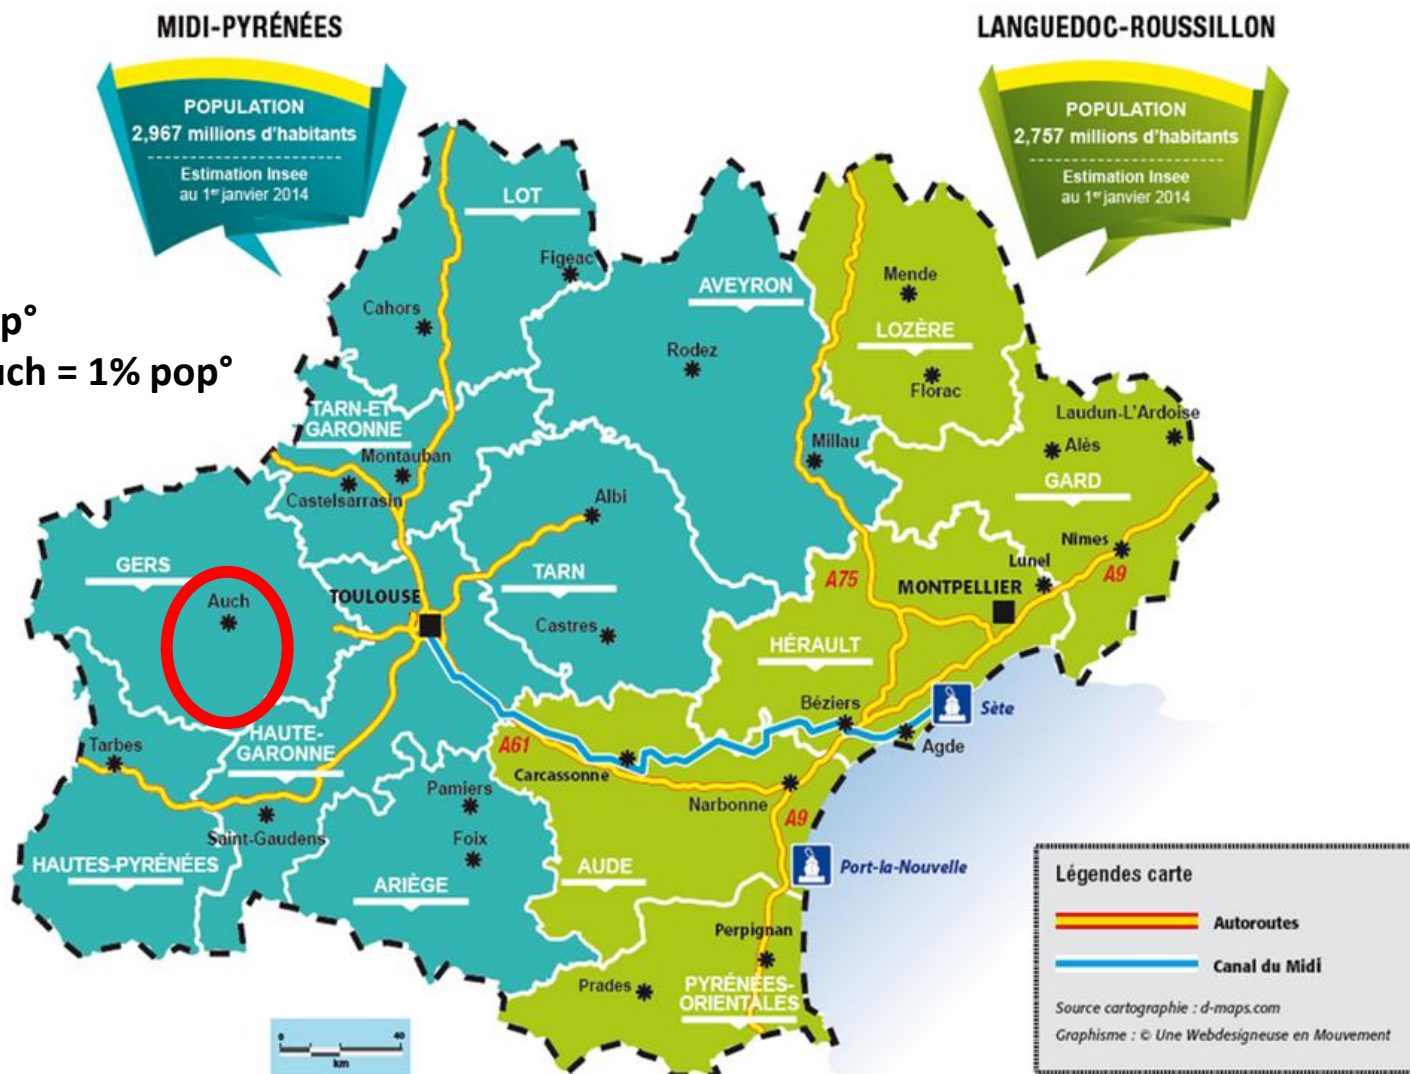 MIDI-PYRÉNÉES
POPULATION
2,967 millions d'habitants
Estimation Insee
au 1er janvier 2014
LANGUEDOC-ROUSSILLON
POPULATION
2,757 millions d'habitants
Estimation Insee
au 1er janvier 2014
p°
uch = 1% pop°
LOT
Figeac
Cahors
AVEYRON
Rodez
Millau
Mende
LOZÈRE
Florac
Laudun-L'Ardoise
Alès
GARD
Nîmes
A9
Lunel
TARN-ET
GARONNE
Montauban
Castelsarrasin
Albi
TARN
Castres
GERS
Auch
TOULOUSE
A75
MONTPELLIER
HÉRAULT
Béziers
Sète
Agde
HAUTE-
GARONNE
Tarbes
Saint-Gaudens
HAUTES-PYRÉNÉES
Pamiers
Foix
ARIÈGE
A61
Carcassonne
Narbonne
A9
AUDE
Port-la-Nouvelle
Perpignan
Prades
PYRÉNÉES-
ORIENTALES
0 40
km
Légendes carte
Autoroutes
Canal du Midi
Source cartographie : d-maps.com
Graphisme : © Une Webdesigneuse en Mouvement